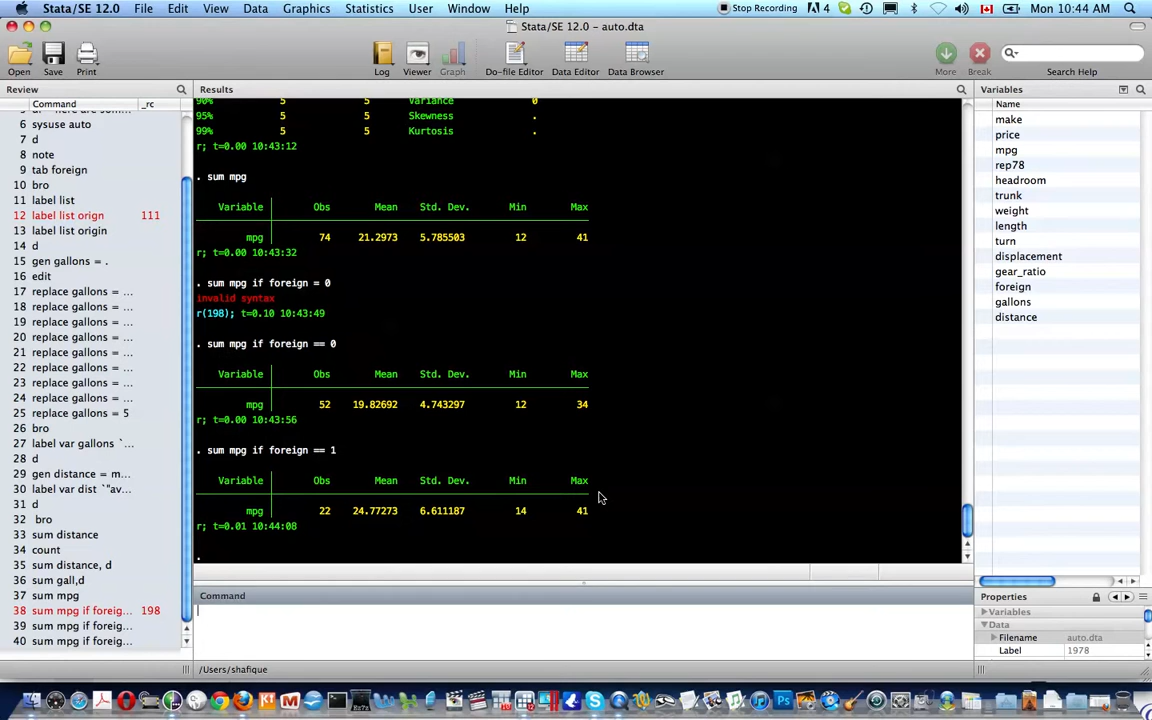 Stata/SE 12.0 File Edit View Data Graphics Statistics User Window Help Stop Recording 4 Mon 10:44 AM
Stata/SE 12.0 – auto.dta
Open Save Print Log Viewer Graph Do-file Editor Data Editor Data Browser More Break Search Help
Review
Command _rc
6 sysuse auto
7 d
8 note
9 tab foreign
10 bro
11 label list
12 label list orign 111
13 label list origin
14 d
15 gen gallons = .
16 edit
17 replace gallons = ...
18 replace gallons = ...
19 replace gallons = ...
20 replace gallons = ...
21 replace gallons = ...
22 replace gallons = ...
23 replace gallons = ...
24 replace gallons = ...
25 replace gallons = 5
26 bro
27 label var gallons `...
28 d
29 gen distance = m...
30 label var dist `"av...
31 d
32 bro
33 sum distance
34 count
35 sum distance, d
36 sum gall,d
37 sum mpg
38 sum mpg if foreig... 198
39 sum mpg if foreig...
40 sum mpg if foreig...
Results
90% 5 5 Variance 0
95% 5 5 Skewness .
99% 5 5 Kurtosis .
r; t=0.00 10:43:12
. sum mpg
Variable Obs Mean Std. Dev. Min Max
mpg 74 21.2973 5.785503 12 41
r; t=0.00 10:43:32
. sum mpg if foreign = 0
invalid syntax
r(198); t=0.10 10:43:49
. sum mpg if foreign == 0
Variable Obs Mean Std. Dev. Min Max
mpg 52 19.82692 4.743297 12 34
r; t=0.00 10:43:56
. sum mpg if foreign == 1
Variable Obs Mean Std. Dev. Min Max
mpg 22 24.77273 6.611187 14 41
r; t=0.01 10:44:08
.
Command
/Users/shafique
Variables
Name
make
price
mpg
rep78
headroom
trunk
weight
length
turn
displacement
gear_ratio
foreign
gallons
distance
Properties
Variables
Data
Filename auto.dta
Label 1978